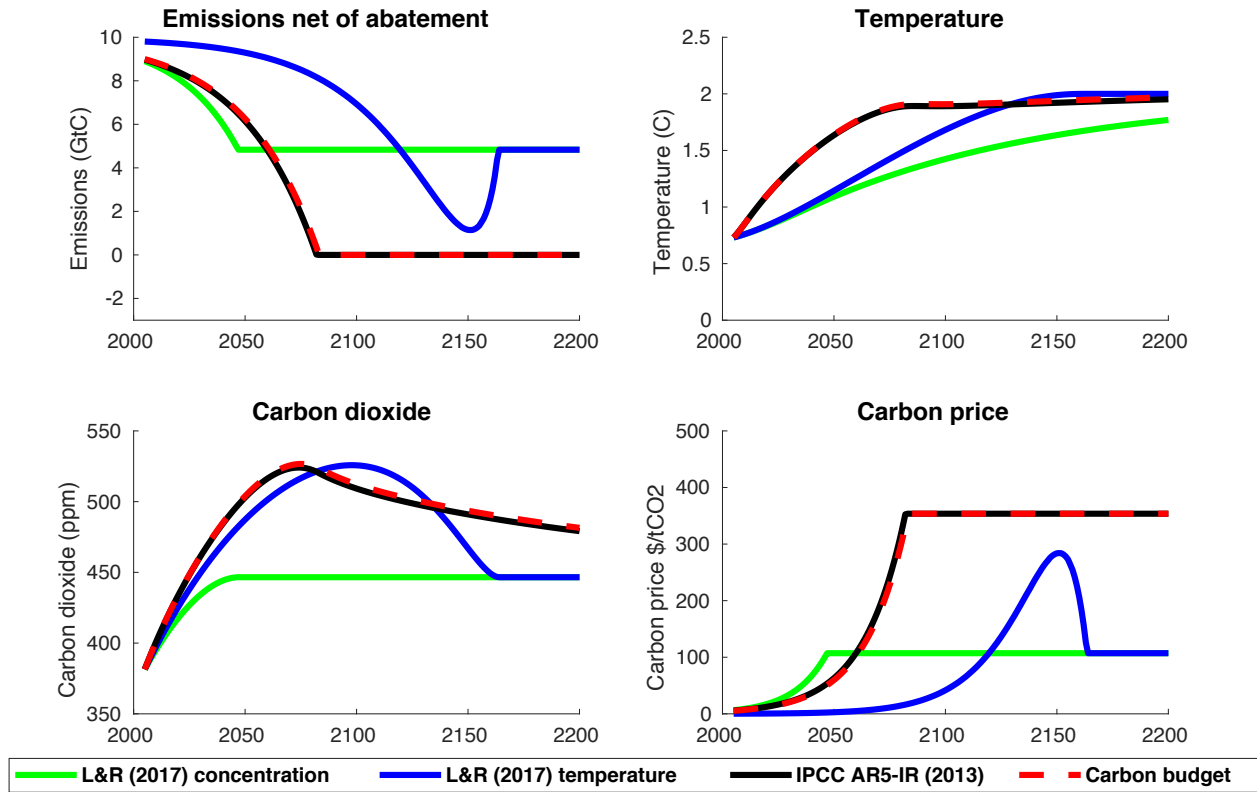 Emissions net of abatement
Emissions (GtC)
10
8
6
4
2
0
-2
2000 2050 2100 2150 2200
Temperature
Temperature (C)
2.5
2
1.5
1
0.5
0
2000 2050 2100 2150 2200
Carbon dioxide
Carbon dioxide (ppm)
550
500
450
400
350
2000 2050 2100 2150 2200
Carbon price
Carbon price $/tCO2
500
400
300
200
100
0
2000 2050 2100 2150 2200
L&R (2017) concentration L&R (2017) temperature IPCC AR5-IR (2013) Carbon budget